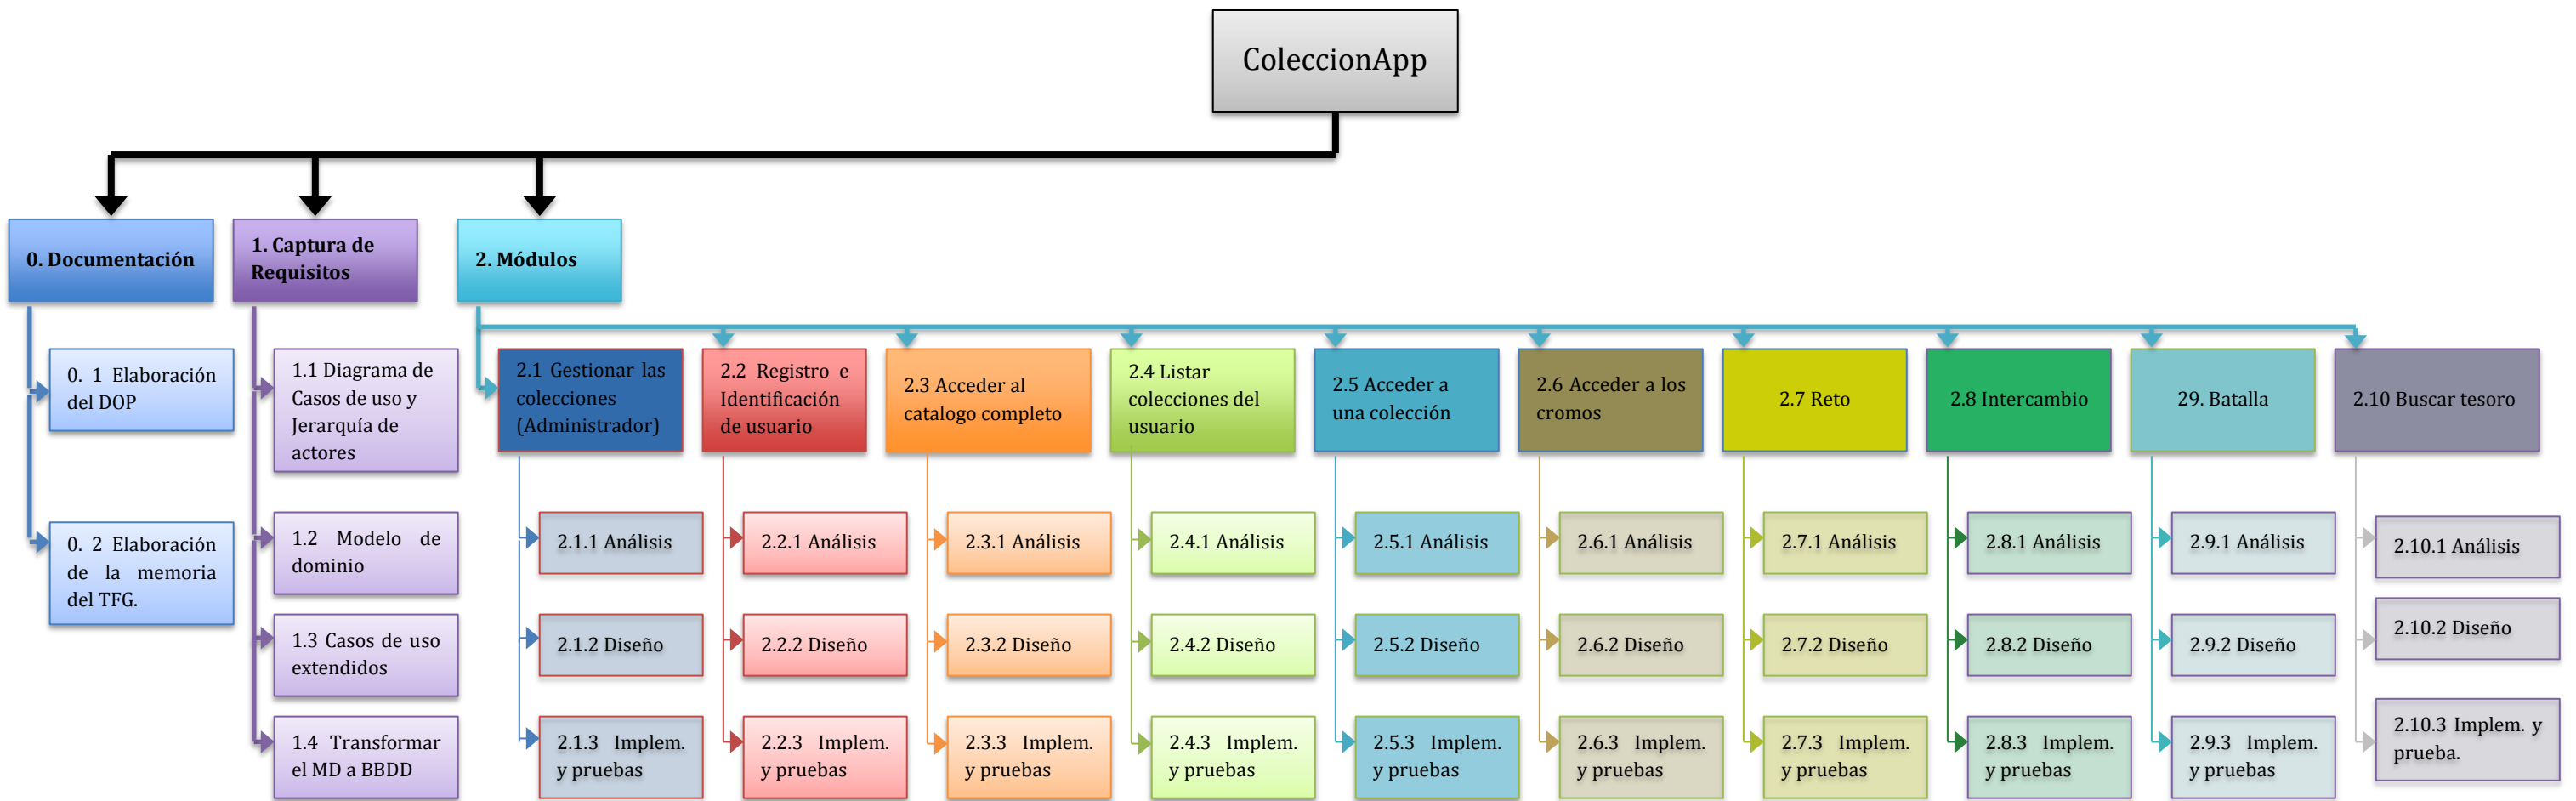 ColeccionApp
0. Documentación
1. Captura de
Requisitos
2. Módulos
0. 1 Elaboración
del DOP
0. 2 Elaboración
de la memoria
del TFG.
1.1 Diagrama de
Casos de uso y
Jerarquía de
actores
1.2 Modelo de
dominio
1.3 Casos de uso
extendidos
1.4 Transformar
el MD a BBDD
2.1 Gestionar las
colecciones
(Administrador)
2.1.1 Análisis
2.1.2 Diseño
2.1.3 Implem.
y pruebas
2.2 Registro e
Identificación
de usuario
2.2.1 Análisis
2.2.2 Diseño
2.2.3 Implem.
y pruebas
2.3 Acceder al
catalogo completo
2.3.1 Análisis
2.3.2 Diseño
2.3.3 Implem.
y pruebas
2.4 Listar
colecciones del
usuario
2.4.1 Análisis
2.4.2 Diseño
2.4.3 Implem.
y pruebas
2.5 Acceder a
una colección
2.5.1 Análisis
2.5.2 Diseño
2.5.3 Implem.
y pruebas
2.6 Acceder a los
cromos
2.6.1 Análisis
2.6.2 Diseño
2.6.3 Implem.
y pruebas
2.7 Reto
2.7.1 Análisis
2.7.2 Diseño
2.7.3 Implem.
y pruebas
2.8 Intercambio
2.8.1 Análisis
2.8.2 Diseño
2.8.3 Implem.
y pruebas
29. Batalla
2.9.1 Análisis
2.9.2 Diseño
2.9.3 Implem.
y pruebas
2.10 Buscar tesoro
2.10.1 Análisis
2.10.2 Diseño
2.10.3 Implem. y
prueba.